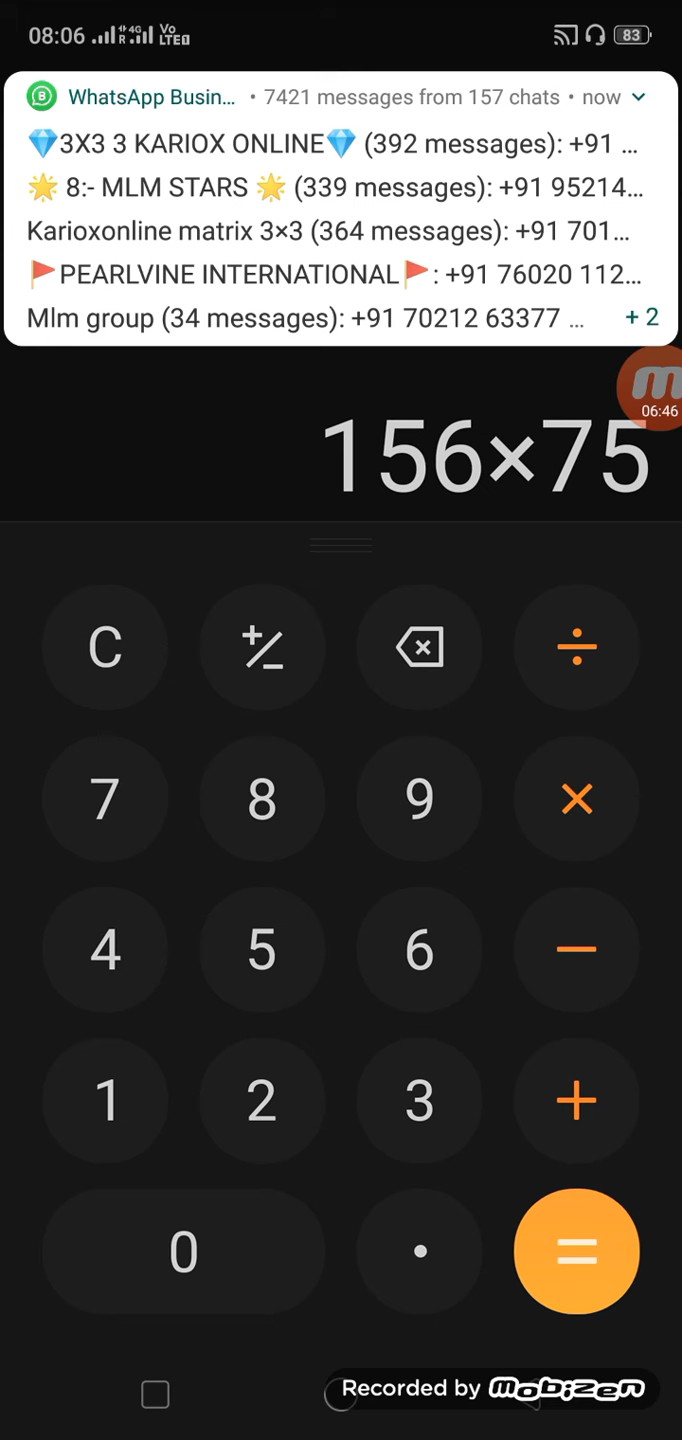 08:06 R 4G Vo LTE1 83
WhatsApp Busin... • 7421 messages from 157 chats • now
💎3X3 3 KARIOX ONLINE💎 (392 messages): +91 ...
🌟 8:- MLM STARS 🌟 (339 messages): +91 95214...
Karioxonline matrix 3×3 (364 messages): +91 701...
🚩PEARLVINE INTERNATIONAL🚩: +91 76020 112...
Mlm group (34 messages): +91 70212 63377 ... + 2
06:46
156×75
C +/− ÷
7 8 9 ×
4 5 6 −
1 2 3 +
0 • =
Recorded by mobizen